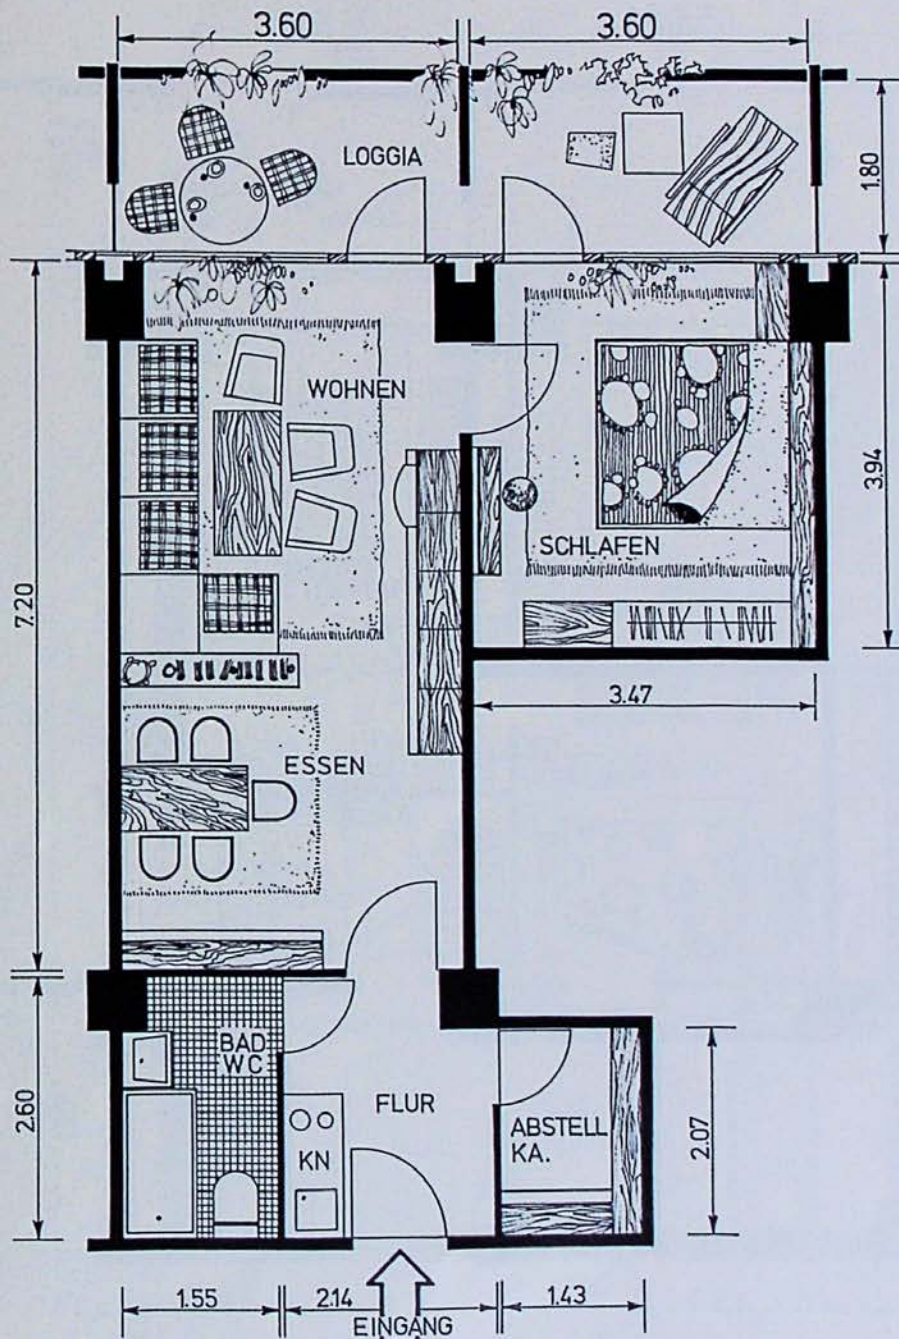 3.60
3.60
LOGGIA
1.80
WOHNEN
3.94
SCHLAFEN
7.20
3.47
ESSEN
BAD
WC
FLUR
2.60
KN
ABSTELL
KA.
2.07
1.55
2.14
1.43
EINGANG